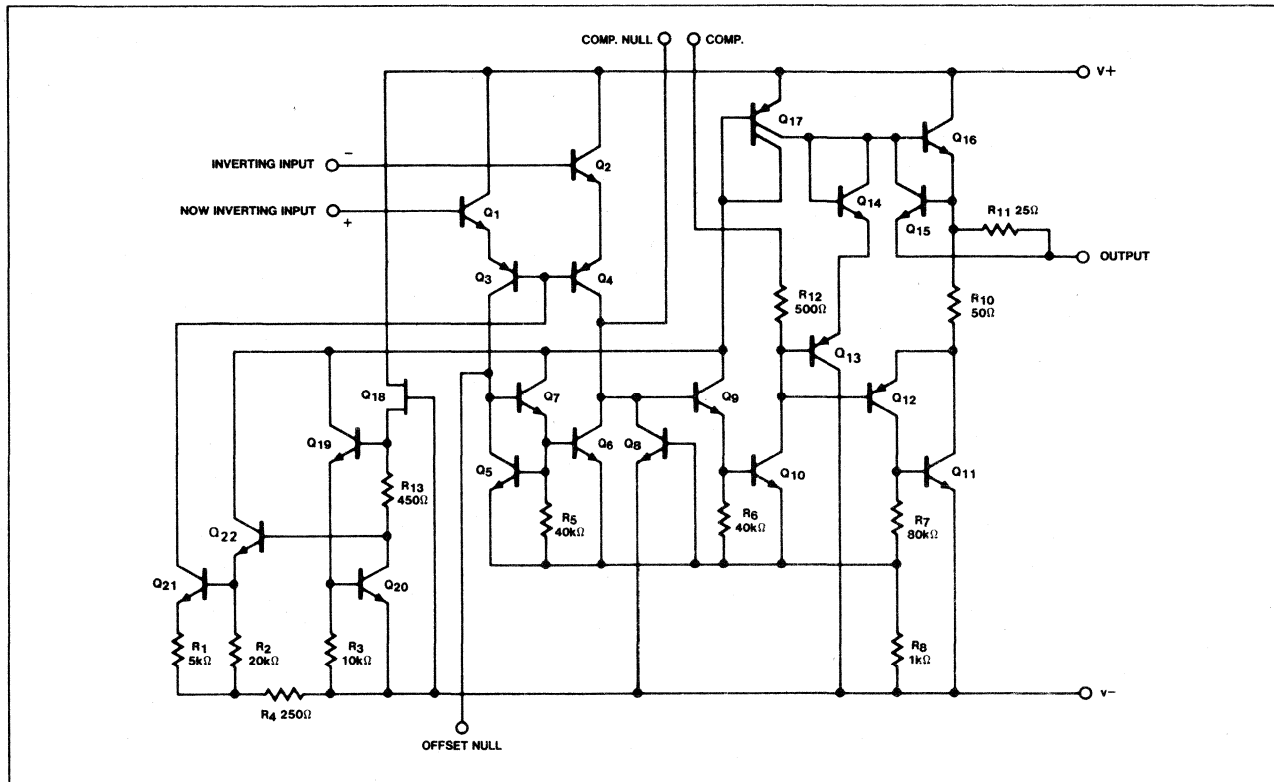 COMP. NULL
COMP.
V+
Q17
Q16
INVERTING INPUT
−
Q2
NOW INVERTING INPUT
+
Q1
Q14
Q15
R11 25Ω
OUTPUT
Q3
Q4
R12
500Ω
R10
50Ω
Q13
Q18
Q7
Q9
Q12
Q19
Q6
Q8
Q5
Q10
Q11
R13
450Ω
R5
40kΩ
R6
40kΩ
R7
80kΩ
Q22
Q21
Q20
R1
5kΩ
R2
20kΩ
R3
10kΩ
R8
1kΩ
R4 250Ω
v−
OFFSET NULL